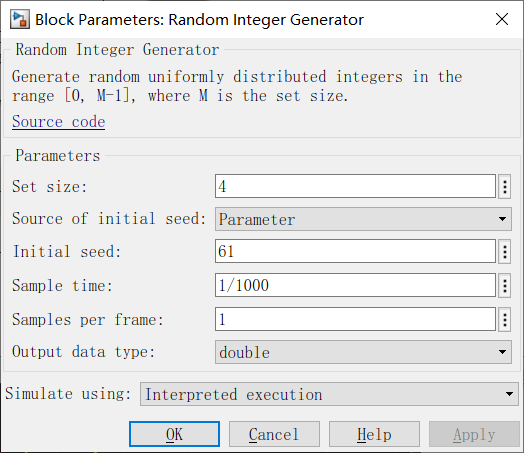 Block Parameters: Random Integer Generator
Random Integer Generator
Generate random uniformly distributed integers in the
range [0, M-1], where M is the set size.
Source code
Parameters
Set size: 4
Source of initial seed: Parameter
Initial seed: 61
Sample time: 1/1000
Samples per frame: 1
Output data type: double
Simulate using: Interpreted execution
OK Cancel Help Apply